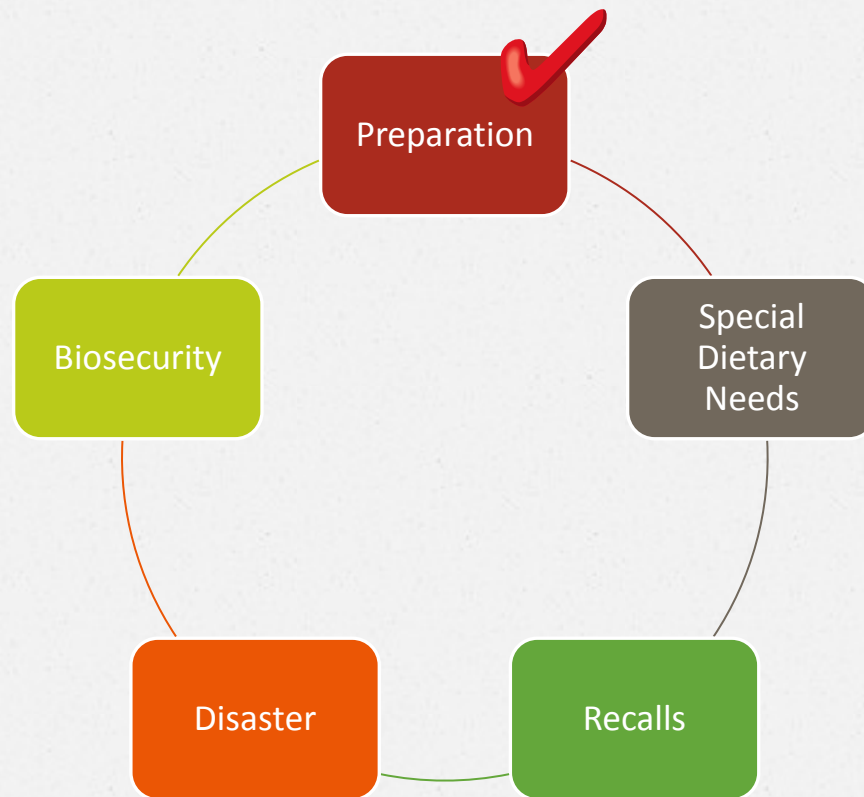 Preparation
Special
Dietary
Needs
Recalls
Disaster
Biosecurity